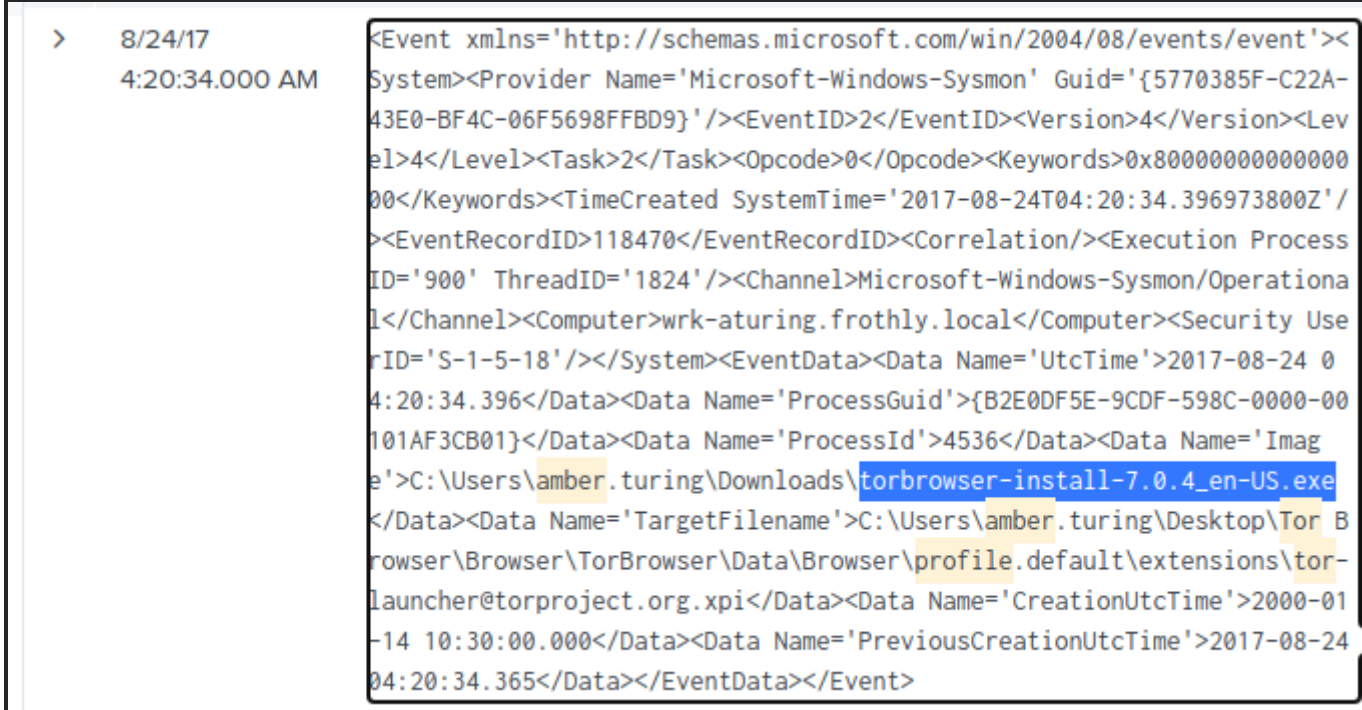 >
8/24/17
4:20:34.000 AM
<Event xmlns='http://schemas.microsoft.com/win/2004/08/events/event'><
System><Provider Name='Microsoft-Windows-Sysmon' Guid='{5770385F-C22A-
43E0-BF4C-06F5698FFBD9}'/><EventID>2</EventID><Version>4</Version><Lev
el>4</Level><Task>2</Task><Opcode>0</Opcode><Keywords>0x80000000000000
00</Keywords><TimeCreated SystemTime='2017-08-24T04:20:34.396973800Z'/
><EventRecordID>118470</EventRecordID><Correlation/><Execution Process
ID='900' ThreadID='1824'/><Channel>Microsoft-Windows-Sysmon/Operationa
l</Channel><Computer>wrk-aturing.frothly.local</Computer><Security Use
rID='S-1-5-18'/></System><EventData><Data Name='UtcTime'>2017-08-24 0
4:20:34.396</Data><Data Name='ProcessGuid'>{B2E0DF5E-9CDF-598C-0000-00
101AF3CB01}</Data><Data Name='ProcessId'>4536</Data><Data Name='Imag
e'>C:\Users\amber.turing\Downloads\torbrowser-install-7.0.4_en-US.exe
</Data><Data Name='TargetFilename'>C:\Users\amber.turing\Desktop\Tor B
rowser\Browser\TorBrowser\Data\Browser\profile.default\extensions\tor-
launcher@torproject.org.xpi</Data><Data Name='CreationUtcTime'>2000-01
-14 10:30:00.000</Data><Data Name='PreviousCreationUtcTime'>2017-08-24
04:20:34.365</Data></EventData></Event>